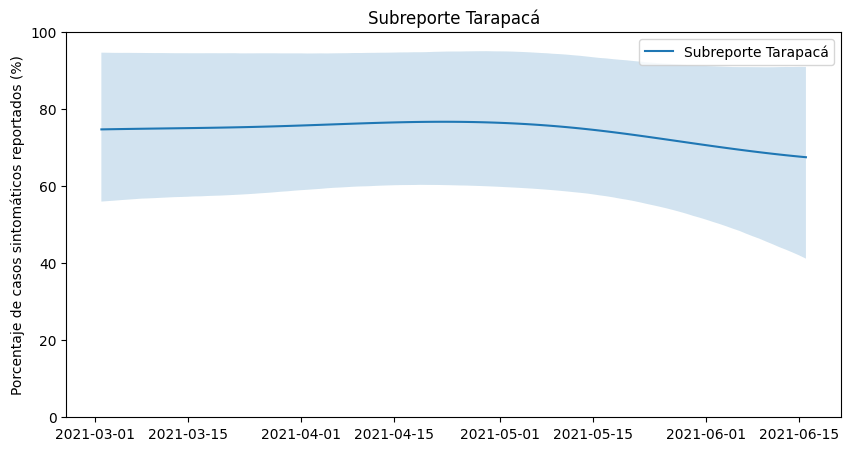 Subreporte Tarapacá
Subreporte Tarapacá
Porcentaje de casos sintomáticos reportados (%)
100
80
60
40
20
0
2021-03-01 2021-03-15 2021-04-01 2021-04-15 2021-05-01 2021-05-15 2021-06-01 2021-06-15